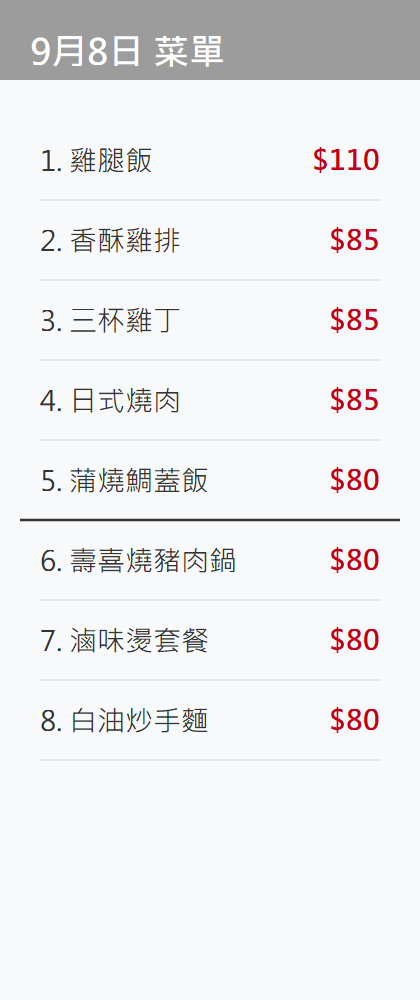 9月8日 菜單
1. 雞腿飯 $110
2. 香酥雞排 $85
3. 三杯雞丁 $85
4. 日式燒肉 $85
5. 蒲燒鯛蓋飯 $80
6. 壽喜燒豬肉鍋 $80
7. 滷味燙套餐 $80
8. 白油炒手麵 $80